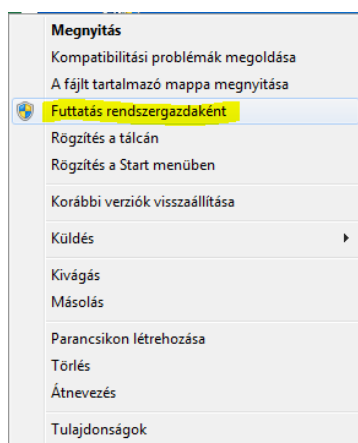 Megnyitás
Kompatibilitási problémák megoldása
A fájlt tartalmazó mappa megnyitása
Futtatás rendszergazdaként
Rögzítés a tálcán
Rögzítés a Start menüben
Korábbi verziók visszaállítása
Küldés
Kivágás
Másolás
Parancsikon létrehozása
Törlés
Átnevezés
Tulajdonságok